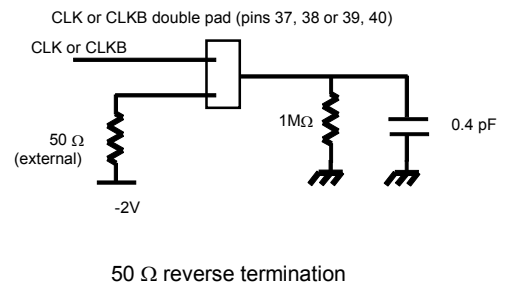 CLK or CLKB double pad (pins 37, 38 or 39, 40)
CLK or CLKB
1MΩ
0.4 pF
50 Ω
(external)
-2V
50 Ω reverse termination